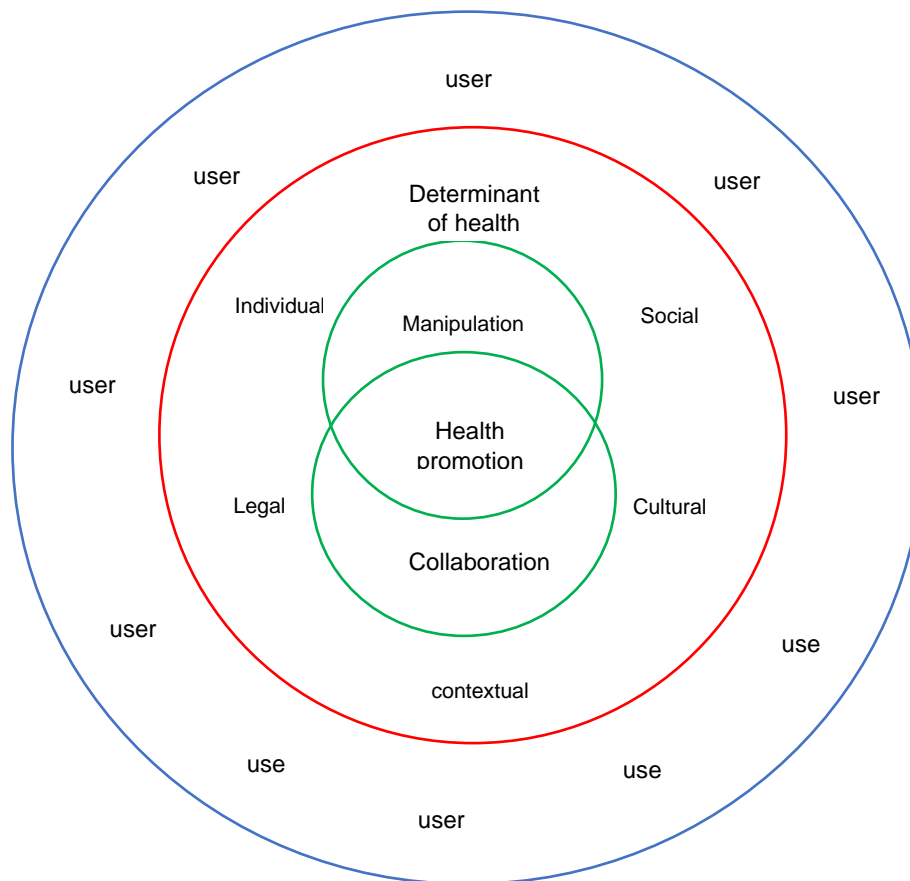 user
user
user
Determinant
of health
Individual
Social
Manipulation
user
user
Health
promotion
Legal
Cultural
Collaboration
user
use
contextual
use
use
user